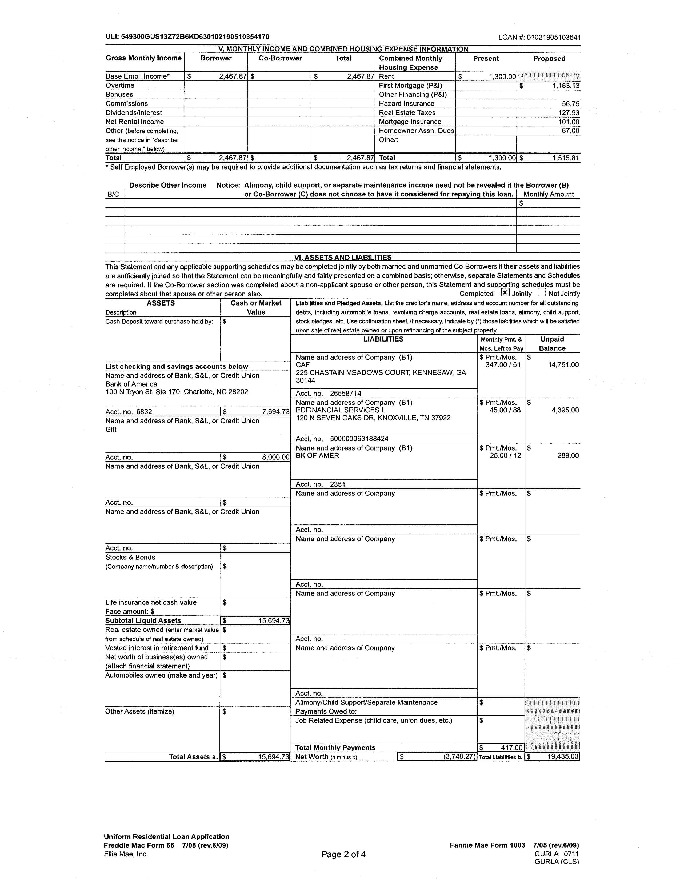 ULI: 549300GUS13Z72B6KD630102190510354170 LOAN #: 07021905103541
V. MONTHLY INCOME AND COMBINED HOUSING EXPENSE INFORMATION
Gross Monthly Income Borrower Co-Borrower Total Combined Monthly Housing Expense Present Proposed
Base Empl. Income* $ 2,467.87 $ $ 2,467.87 Rent $ 1,300.00
Overtime First Mortgage (P&I) $ 1,163.13
Bonuses Other Financing (P&I)
Commissions Hazard Insurance 56.75
Dividends/Interest Real Estate Taxes 127.93
Net Rental Income Mortgage Insurance 101.00
Other (before completing, Homeowner Assn. Dues 67.00
see the notice in "describe Other:
other income," below)
Total $ 2,467.87 $ $ 2,467.87 Total $ 1,300.00 $ 1,515.81
* Self Employed Borrower(s) may be required to provide additional documentation such as tax returns and financial statements.
Describe Other Income Notice: Alimony, child support, or separate maintenance income need not be revealed if the Borrower (B)
B/C or Co-Borrower (C) does not choose to have it considered for repaying this loan. Monthly Amount
$
VI. ASSETS AND LIABILITIES
This Statement and any applicable supporting schedules may be completed jointly by both married and unmarried Co-Borrowers if their assets and liabilities
are sufficiently joined so that the Statement can be meaningfully and fairly presented on a combined basis; otherwise, separate Statements and Schedules
are required. If the Co-Borrower section was completed about a non-applicant spouse or other person, this Statement and supporting schedules must be
completed about that spouse or other person also. Completed Jointly Not Jointly
ASSETS Cash or Market Value
Description
Cash Deposit toward purchase held by: $
List checking and savings accounts below
Name and address of Bank, S&L, or Credit Union
Bank of America
100 N Tryon St, Ste 170, Charlotte, NC 28202
Acct. no. 6832 $ 7,694.73
Name and address of Bank, S&L, or Credit Union
Gift
Acct. no. $ 8,000.00
Name and address of Bank, S&L, or Credit Union
Acct. no. $
Name and address of Bank, S&L, or Credit Union
Acct. no. $
Stocks & Bonds
(Company name/number & description) $
Life insurance net cash value $
Face amount: $
Subtotal Liquid Assets $ 15,694.73
Real estate owned (enter market value $
from schedule of real estate owned)
Vested interest in retirement fund $
Net worth of business(es) owned $
(attach financial statement)
Automobiles owned (make and year) $
Other Assets (itemize) $
Total Assets a. $ 15,694.73
Liabilities and Pledged Assets. List the creditor's name, address and account number for all outstanding
debts, including automobile loans, revolving charge accounts, real estate loans, alimony, child support,
stock pledges, etc. Use continuation sheet, if necessary. Indicate by (*) those liabilities which will be satisfied
upon sale of real estate owned or upon refinancing of the subject property.
LIABILITIES Monthly Pmt. & Mos. Left to Pay Unpaid Balance
Name and address of Company (B1) $ Pmt./Mos. $
CAF 347.00 / 51 14,751.00
225 CHASTAIN MEADOWS COURT, KENNESAW, GA
30144
Acct. no. 26658714
Name and address of Company (B1) $ Pmt./Mos. $
45.00 / 88 4,395.00
120 N SEVEN OAKS DR, KNOXVILLE, TN 37922
Acct. no. 500000063188424
Name and address of Company (B1) $ Pmt./Mos. $
BK OF AMER 25.00 / 12 289.00
Acct. no. 2351
Name and address of Company $ Pmt./Mos. $
Acct. no.
Name and address of Company $ Pmt./Mos. $
Acct. no.
Name and address of Company $ Pmt./Mos. $
Acct. no.
Name and address of Company $ Pmt./Mos. $
Acct. no.
Alimony/Child Support/Separate Maintenance $
Payments Owed to:
Job Related Expense (child care, union dues, etc.) $
Total Monthly Payments $ 417.00
Net Worth (a minus b) $ (3,740.27) Total Liabilities b. $ 19,435.00
Uniform Residential Loan Application
Freddie Mac Form 65 7/05 (rev.6/09) Fannie Mae Form 1003 7/05 (rev.6/09)
Ellie Mae, Inc. Page 2 of 4 GURLA 0711
GURLA (CLS)